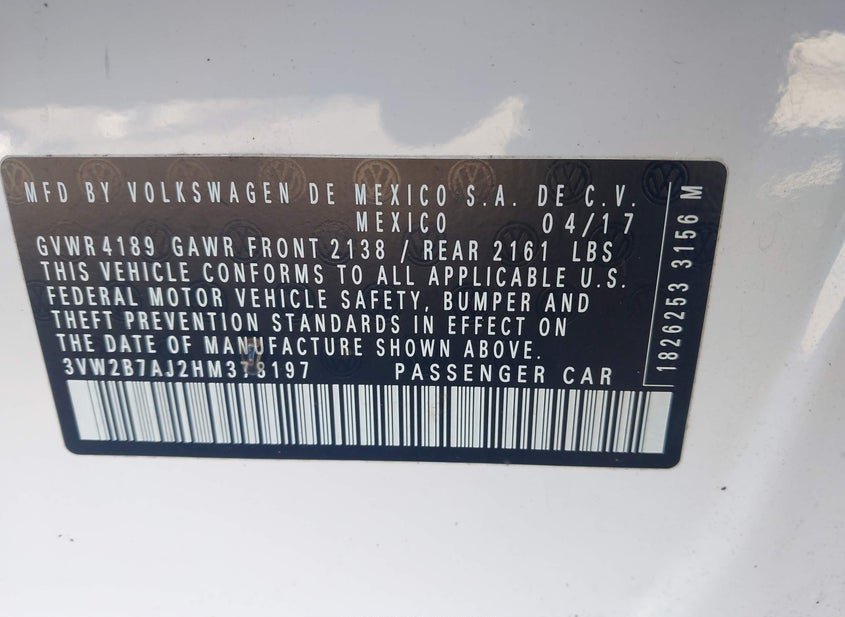 MFD BY VOLKSWAGEN DE MEXICO S.A. DE C.V.
MEXICO 04/17
GVWR 4189 GAWR FRONT 2138 / REAR 2161 LBS
THIS VEHICLE CONFORMS TO ALL APPLICABLE U.S.
FEDERAL MOTOR VEHICLE SAFETY, BUMPER AND
THEFT PREVENTION STANDARDS IN EFFECT ON
THE DATE OF MANUFACTURE SHOWN ABOVE.
3VW2B7AJ2HM378197 PASSENGER CAR
1826253 3156 M